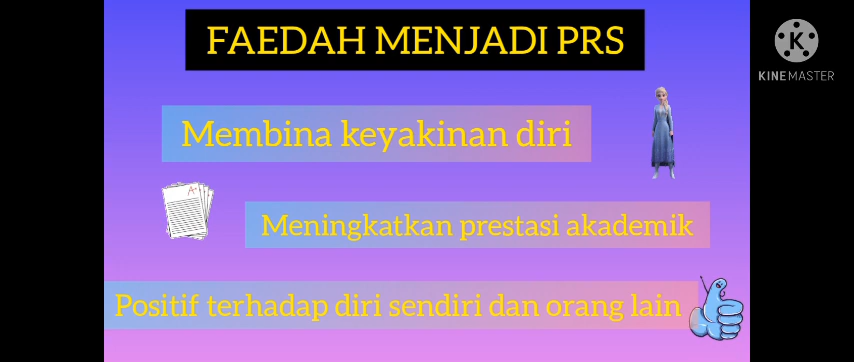 FAEDAH MENJADI PRS
KINEMASTER
Membina keyakinan diri
A+
Meningkatkan prestasi akademik
Positif terhadap diri sendiri dan orang lain